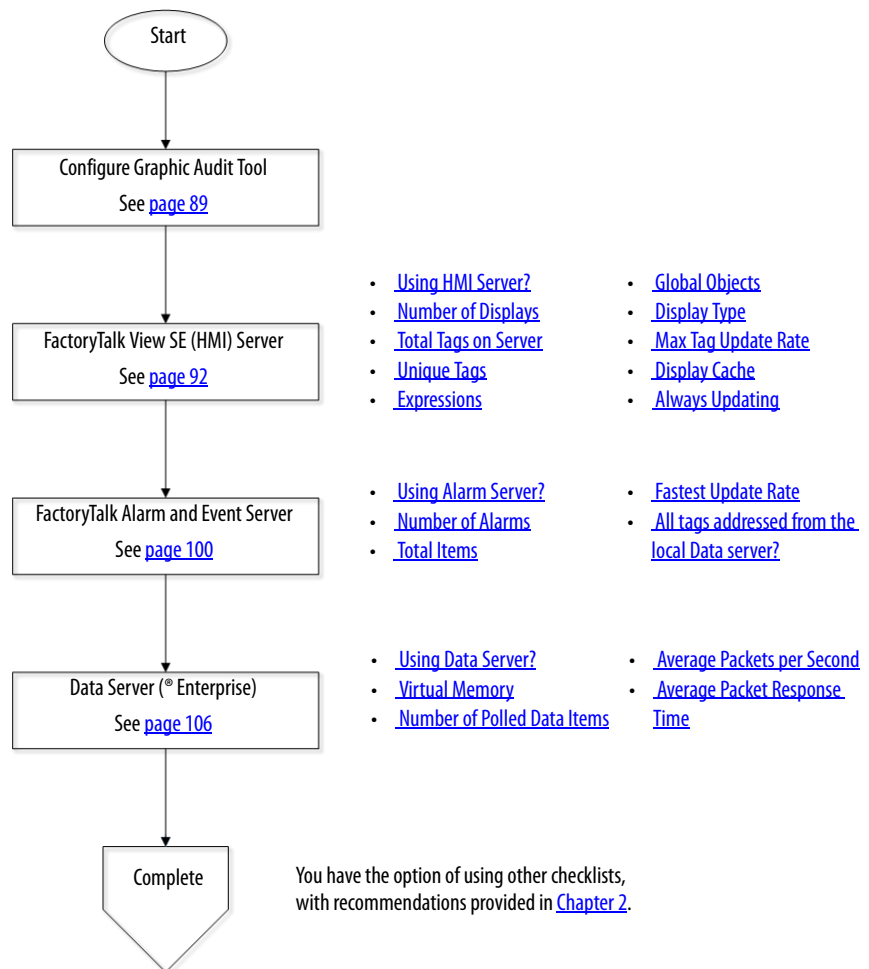 Start
Configure Graphic Audit Tool
See page 89
FactoryTalk View SE (HMI) Server
See page 92
• Using HMI Server?
• Number of Displays
• Total Tags on Server
• Unique Tags
• Expressions
• Global Objects
• Display Type
• Max Tag Update Rate
• Display Cache
• Always Updating
FactoryTalk Alarm and Event Server
See page 100
• Using Alarm Server?
• Number of Alarms
• Total Items
• Fastest Update Rate
• All tags addressed from the
local Data server?
Data Server (® Enterprise)
See page 106
• Using Data Server?
• Virtual Memory
• Number of Polled Data Items
• Average Packets per Second
• Average Packet Response
Time
Complete
You have the option of using other checklists,
with recommendations provided in Chapter 2.